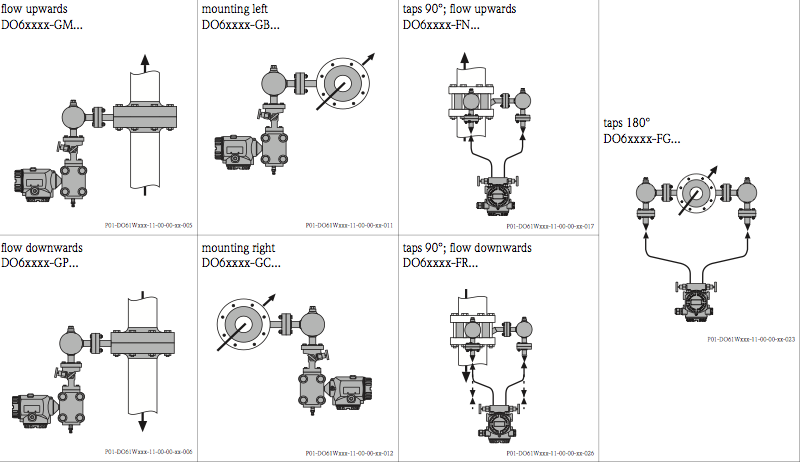 flow upwards
DO6xxxx-GM...
P01-DO61Wxxx-11-00-00-xx-005
mounting left
DO6xxxx-GB...
P01-DO61Wxxx-11-00-00-xx-011
taps 90°; flow upwards
DO6xxxx-FN...
P01-DO61Wxxx-11-00-00-xx-017
taps 180°
DO6xxxx-FG...
P01-DO61Wxxx-11-00-00-xx-023
flow downwards
DO6xxxx-GP...
P01-DO61Wxxx-11-00-00-xx-006
mounting right
DO6xxxx-GC...
P01-DO61Wxxx-11-00-00-xx-012
taps 90°; flow downwards
DO6xxxx-FR...
P01-DO61Wxxx-11-00-00-xx-026